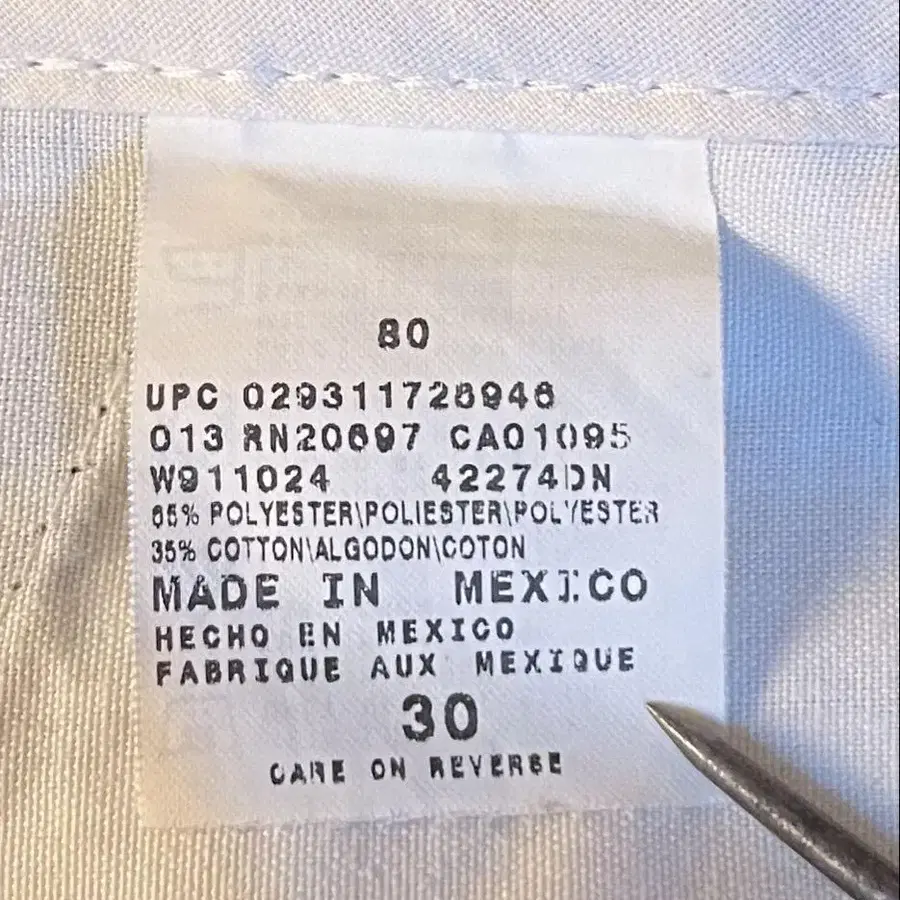 80
UPC 029311728946
013 RN20697 CA01095
W911024 42274DN
65% POLYESTER\POLIESTER\POLYESTER
35% COTTON\ALGODON\COTON
MADE IN MEXICO
HECHO EN MEXICO
FABRIQUE AUX MEXIQUE
30
CARE ON REVERSE